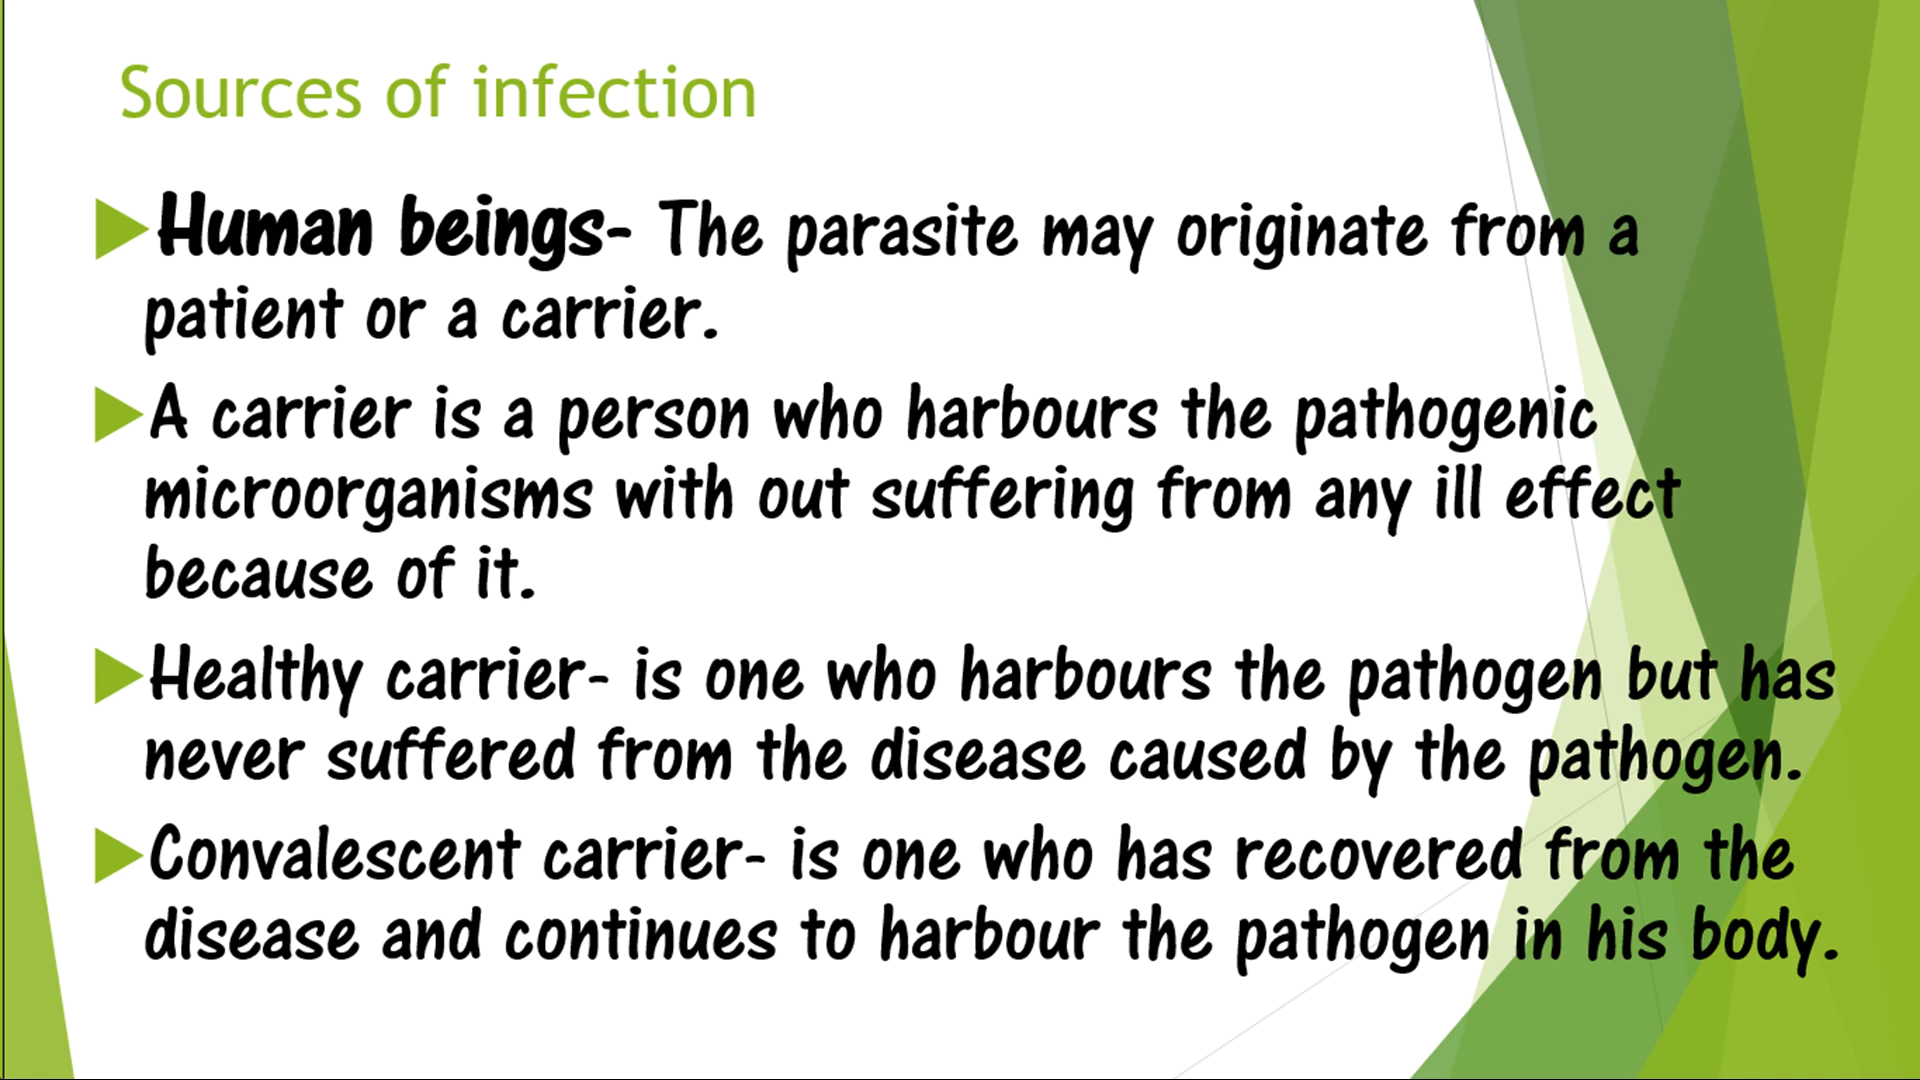 Sources of infection
Human beings- The parasite may originate from a
patient or a carrier.
A carrier is a person who harbours the pathogenic
microorganisms with out suffering from any ill effect
because of it.
Healthy carrier- is one who harbours the pathogen but has
never suffered from the disease caused by the pathogen.
Convalescent carrier- is one who has recovered from the
disease and continues to harbour the pathogen in his body.